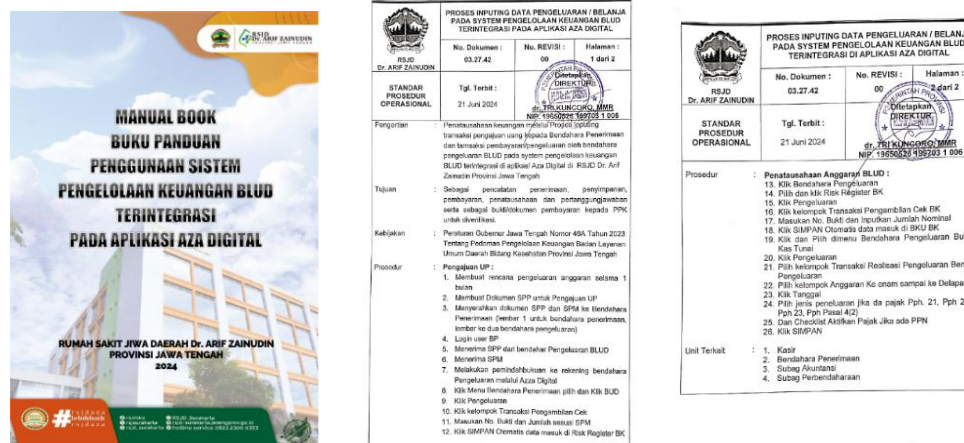 RSJD
Dr. ARIF ZAINUDIN
MANUAL BOOK
BUKU PANDUAN
PENGGUNAAN SISTEM
PENGELOLAAN KEUANGAN BLUD
TERINTEGRASI
PADA APLIKASI AZA DIGITAL
RUMAH SAKIT JIWA DAERAH Dr. ARIF ZAINUDIN
PROVINSI JAWA TENGAH
2024
PROSES INPUTING DATA PENGELUARAN / BELANJA
PADA SYSTEM PENGELOLAAN KEUANGAN BLUD
TERINTEGRASI PADA APLIKASI AZA DIGITAL
RSJD
Dr. ARIF ZAINUDIN
No. Dokumen :
03.27.42
No. REVISI :
00
Halaman :
1 dari 2
STANDAR
PROSEDUR
OPERASIONAL
Tgl. Terbit :
21 Juni 2024
Ditetapkan
DIREKTUR
dr. TRI KUNCORO, MMR
NIP. 19650526 199703 1 006
Pengertian : Penatausahaan keuangan melalui Proses Inputing
transaksi pengajuan uang kepada Bendahara Penerimaan
dan transaksi pembayaran/pengeluaran oleh bendahara
pengeluaran BLUD pada system pengelolaan keuangan
BLUD terintegrasi di aplikasi Aza Digital di RSJD Dr. Arif
Zainudin Provinsi Jawa Tengah
Tujuan : Sebagai pencatatan penerimaan, penyimpanan,
pembayaran, penatausahaan dan pertanggungjawaban
serta sebagai bukti/dokumen pembayaran kepada PPK
untuk diverifikasi.
Kebijakan : Peraturan Gubernur Jawa Tengah Nomor 46A Tahun 2023
Tentang Pedoman Pengelolaan Keuangan Badan Layanan
Umum Daerah Bidang Kesehatan Provinsi Jawa Tengah
Prosedur : Pengajuan UP :
1. Membuat rencana pengeluaran anggaran selama 1
bulan
2. Membuat Dokumen SPP untuk Pengajuan UP
3. Menyerahkan dokumen SPP dan SPM ke Bendahara
Penerimaan (lembar 1 untuk bendahara penerimaan,
lembar ke dua bendahara pengeluaran)
4. Login user BP
5. Menerima SPP dari bendahar Pengeluaran BLUD
6. Menerima SPM
7. Melakukan pemindahbukuan ke rekening bendahara
Pengeluaran melalui Azza Digital
8. Klik Menu Bendahara Penerimaan pilih dan Klik BUD
9. Klik Pengeluaran
10. Klik kelompok Transaksi Pengambilan Cek
11. Masukan No. Bukti dan Jumlah sesuai SPM
12. Klik SIMPAN Otomatis data masuk di Risk Register BK
PROSES INPUTING DATA PENGELUARAN / BELANJA
PADA SYSTEM PENGELOLAAN KEUANGAN BLUD
TERINTEGRASI DI APLIKASI AZA DIGITAL
RSJD
Dr. ARIF ZAINUDIN
No. Dokumen :
03.27.42
No. REVISI :
00
Halaman :
2 dari 2
STANDAR
PROSEDUR
OPERASIONAL
Tgl. Terbit :
21 Juni 2024
Ditetapkan
DIREKTUR
dr. TRI KUNCORO, MMR
NIP. 19650526 199703 1 006
Prosedur : Penatausahaan Anggaran BLUD :
13. Klik Bendahara Pengeluaran
14. Pilih dan klik Risk Register BK
15. Klik Pengeluaran
16. Klik kelompok Transaksi Pengambilan Cek BK
17. Masukan No. Bukti dan Inputkan Jumlah Nominal
18. Klik SIMPAN Otomatis data masuk di BKU BK
19. Klik dan Pilih dimenu Bendahara Pengeluaran Bu
Kas Tunai
20. Klik Pengeluaran
21. Pilih kelompok Transaksi Realisasi Pengeluaran Ben
Pengeluaran
22. Pilih kelompok Anggaran Ke enam sampai ke Delapa
23. Klik Tanggal
24. Pilih jenis peneluaran jika da pajak Pph. 21, Pph 2
Pph 23, Pph Pasal 4(2)
25. Dan Checklist Aktifkan Pajak Jika ada PPN
26. Klik SIMPAN
Unit Terkait : 1. Kasir
2. Bendahara Penerimaan
3. Subag Akuntansi
4. Subag Perbendaharaan